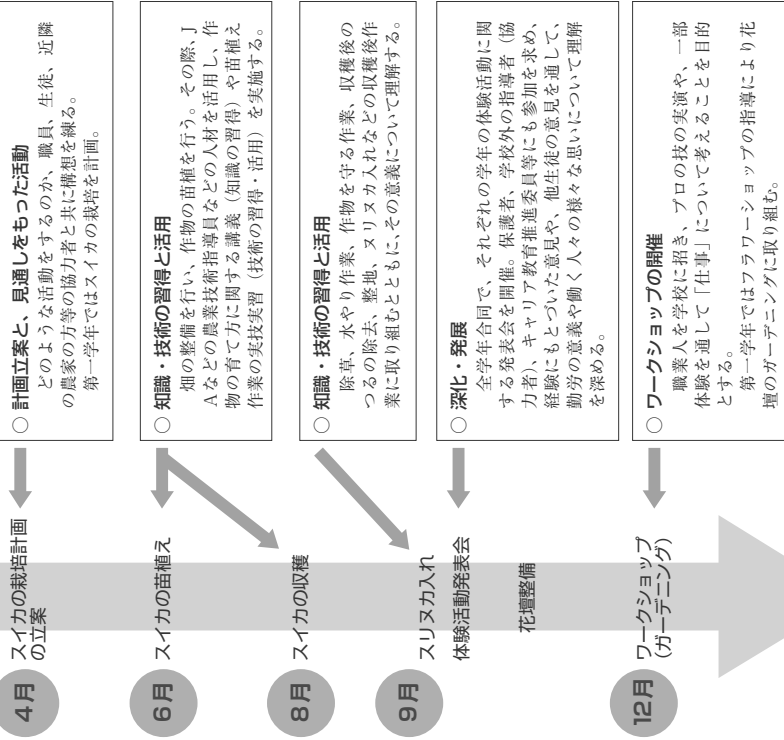 4月
スイカの栽培計画
の立案
○ 計画立案と、見通しをもった活動
どのような活動をするのか、職員、生徒、近隣
の農家の方等の協力者と共に構想を練る。
第一学年ではスイカの栽培を計画。
6月
スイカの苗植え
○ 知識・技術の習得と活用
畑の整備を行い、作物の苗植を行う。その際、J
Aなどの農業技術指導員などの人材を活用し、作
物の育て方に関する講義（知識の習得）や苗植え
作業の実技実習（技術の習得・活用）を実施する。
8月
スイカの収穫
9月
スリヌカ入れ
○ 知識・技術の習得と活用
除草、水やり作業、作物を守る作業、収穫後の
つるの除去、整地、スリヌカ入れなどの収穫後作
業に取り組むとともに、その意義について理解する。
体験活動発表会
○ 深化・発展
全学年合同で、それぞれの学年の体験活動に関
する発表会を開催。保護者、学校外の指導者（協
力者）、キャリア教育推進委員等にも参加を求め、
経験にもとづいた意見や、他生徒の意見を通して、
勤労の意義や働く人々の様々な思いについて理解
を深める。
花壇整備
12月
ワークショップ
（ガーデニング）
○ ワークショップの開催
職業人を学校に招き、プロの技の実演や、一部
体験を通して「仕事」について考えることを目的
とする。
第一学年ではフラワーショップの指導により花
壇のガーデニングに取り組む。